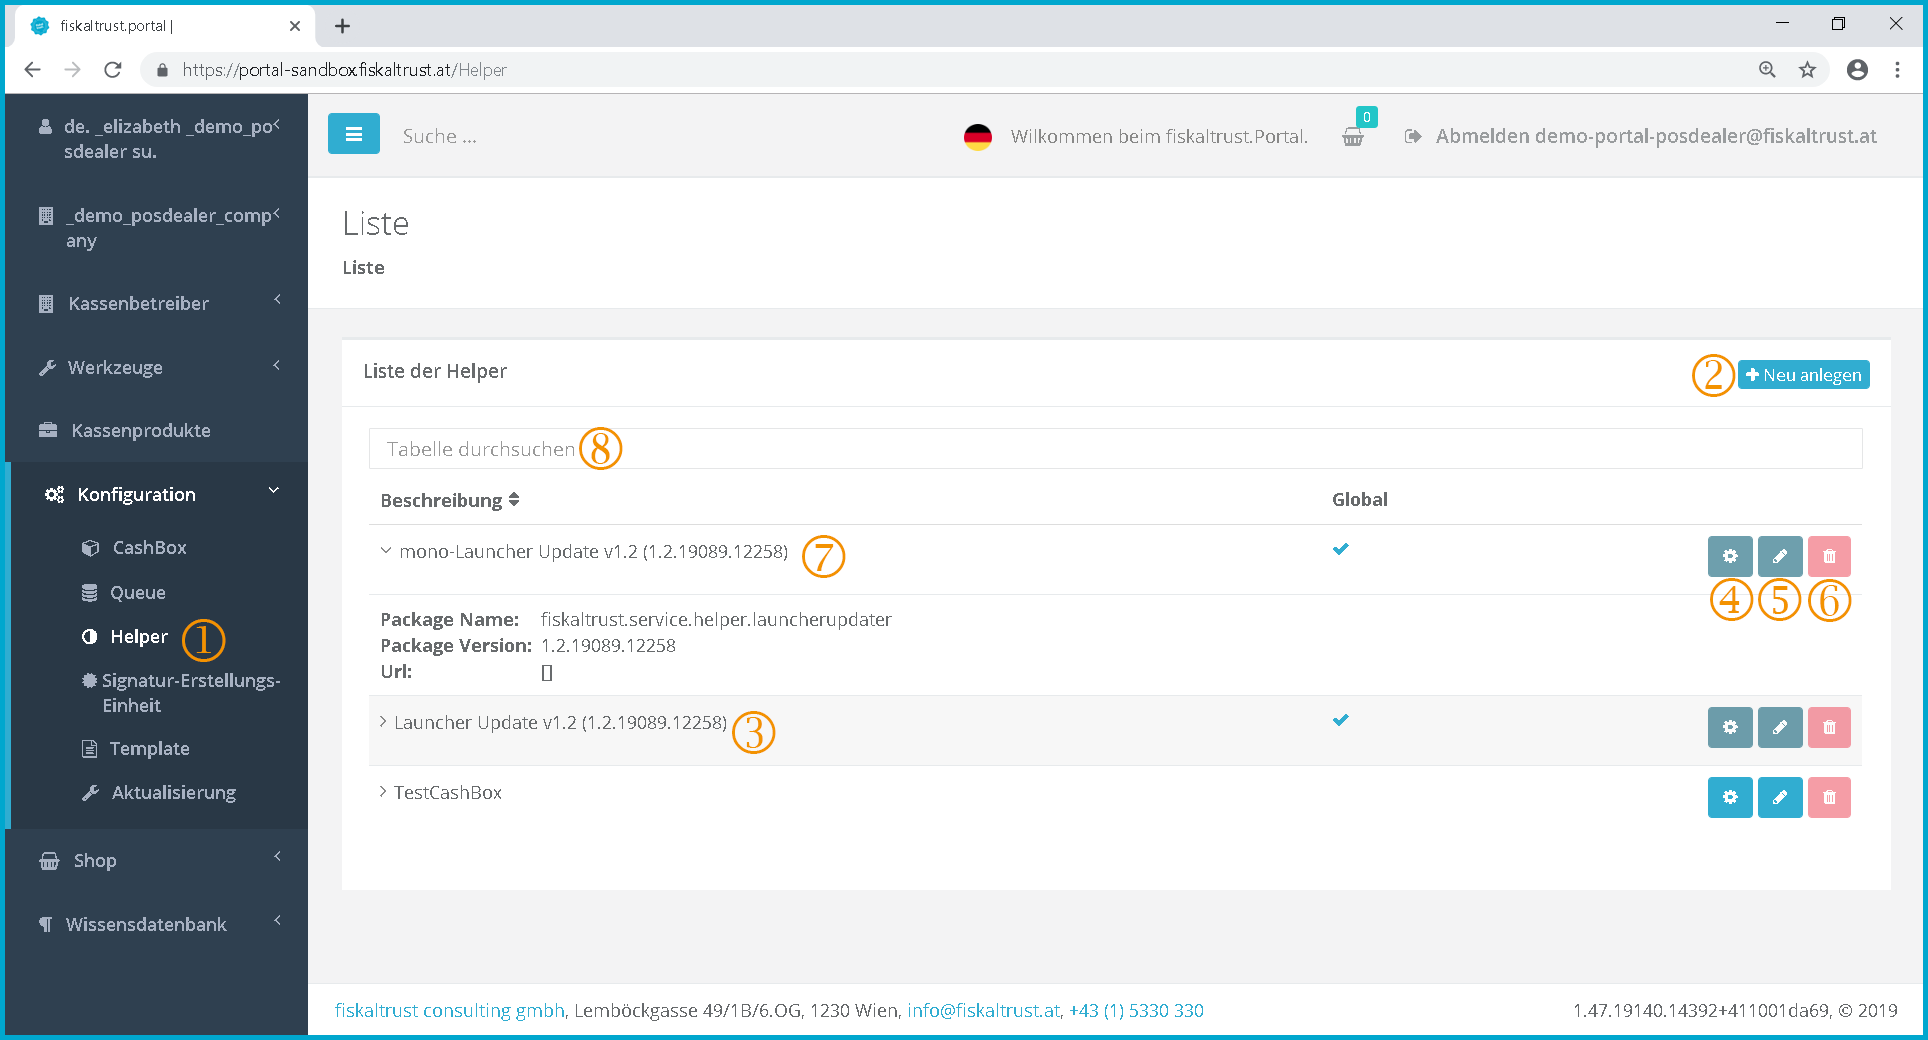 fiskaltrust.portal |
https://portal-sandbox.fiskaltrust.at/Helper
de. _elizabeth _demo_po
sdealer su.
_demo_posdealer_comp
any
Kassenbetreiber
Werkzeuge
Kassenprodukte
Konfiguration
CashBox
Queue
Helper ①
Signatur-Erstellungs-
Einheit
Template
Aktualisierung
Shop
Wissensdatenbank
Suche ...
Wilkommen beim fiskaltrust.Portal.
0
Abmelden demo-portal-posdealer@fiskaltrust.at
Liste
Liste
Liste der Helper
② Neu anlegen
Tabelle durchsuchen ⑧
Beschreibung Global
mono-Launcher Update v1.2 (1.2.19089.12258) ⑦
④ ⑤ ⑥
Package Name: fiskaltrust.service.helper.launcherupdater
Package Version: 1.2.19089.12258
Url: []
Launcher Update v1.2 (1.2.19089.12258) ③
TestCashBox
fiskaltrust consulting gmbh, Lemböckgasse 49/1B/6.OG, 1230 Wien, info@fiskaltrust.at, +43 (1) 5330 330
1.47.19140.14392+411001da69, © 2019